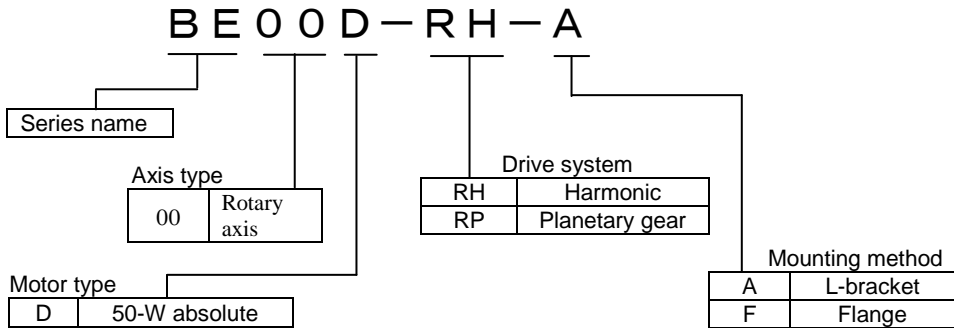 BE00D-RH-A
Series name
Axis type
00 Rotary
axis
Drive system
RH Harmonic
RP Planetary gear
Motor type
D 50-W absolute
Mounting method
A L-bracket
F Flange